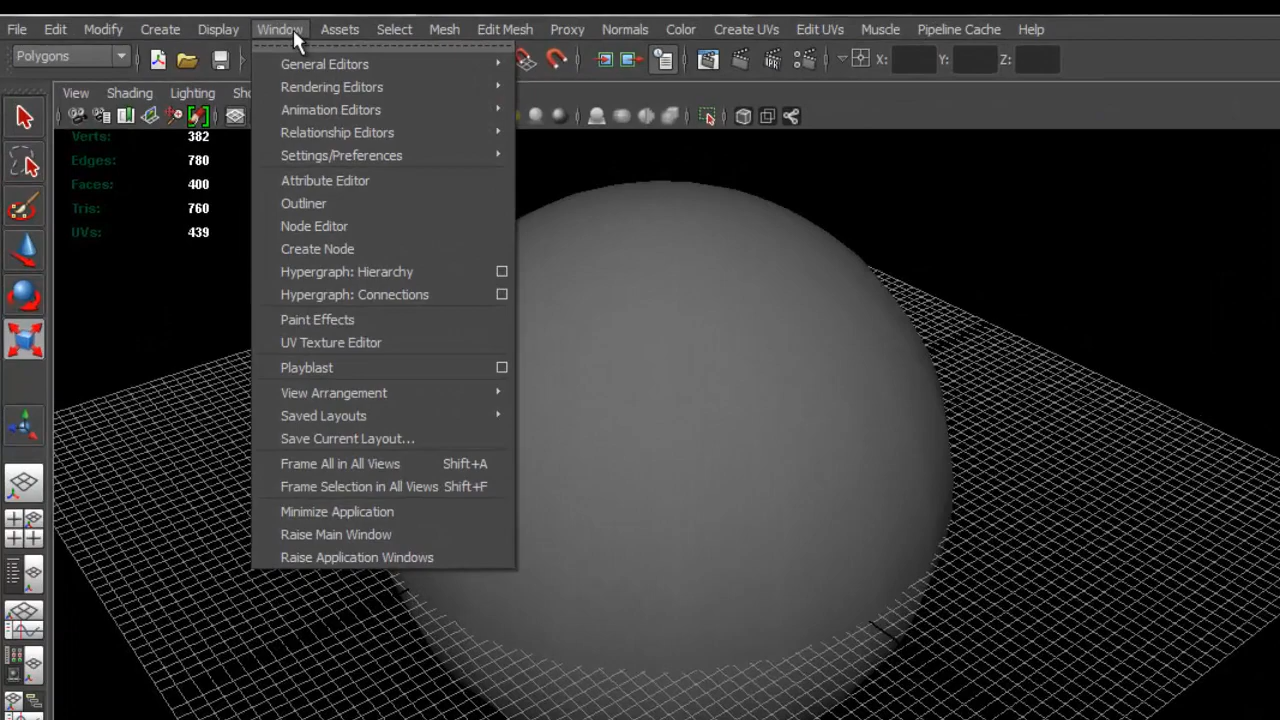 File Edit Modify Create Display Window Assets Select Mesh Edit Mesh Proxy Normals Color Create UVs Edit UVs Muscle Pipeline Cache Help
Polygons X: Y: Z:
View Shading Lighting
Verts: 382
Edges: 780
Faces: 400
Tris: 760
UVs: 439
General Editors
Rendering Editors
Animation Editors
Relationship Editors
Settings/Preferences
Attribute Editor
Outliner
Node Editor
Create Node
Hypergraph: Hierarchy
Hypergraph: Connections
Paint Effects
UV Texture Editor
Playblast
View Arrangement
Saved Layouts
Save Current Layout...
Frame All in All Views Shift+A
Frame Selection in All Views Shift+F
Minimize Application
Raise Main Window
Raise Application Windows